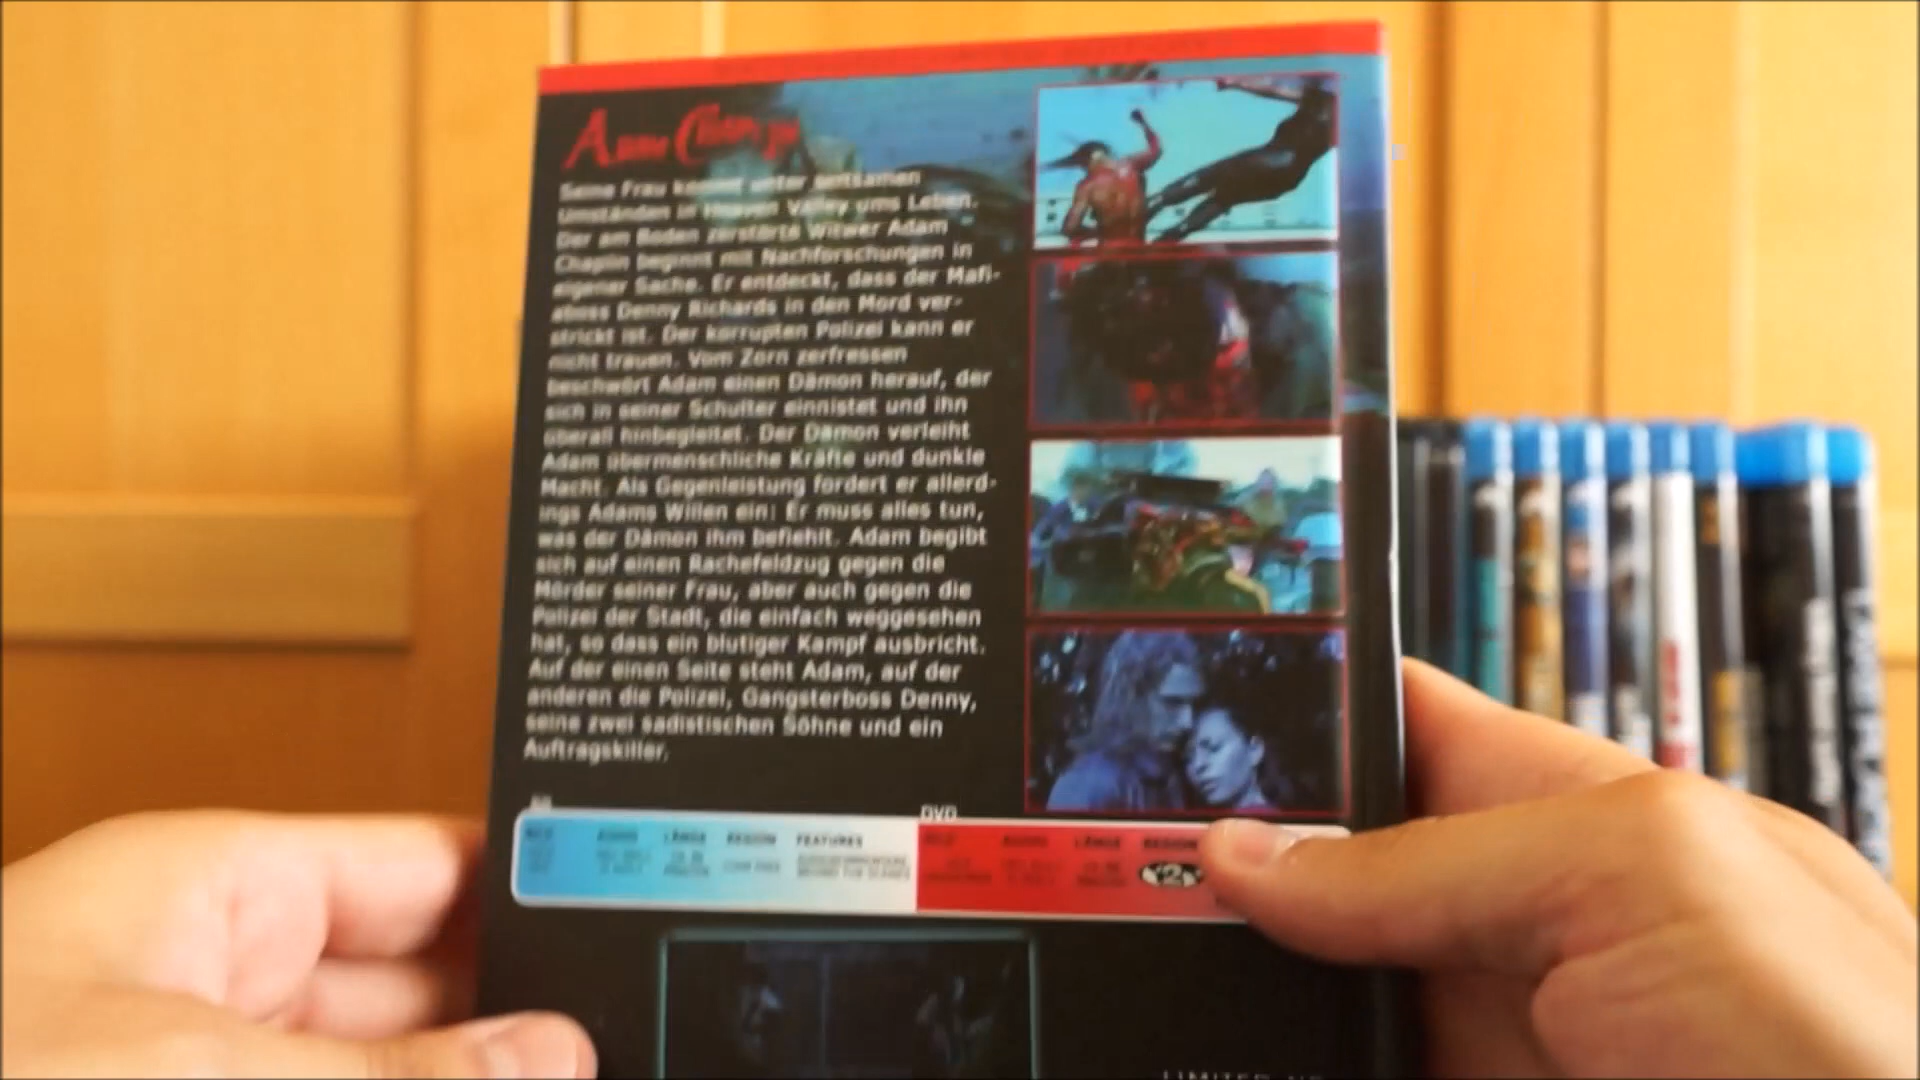 Adam Chaplin
Seine Frau kommt unter seltsamen
Umständen in Heaven Valley ums Leben.
Der am Boden zerstörte Witwer Adam
Chaplin beginnt mit Nachforschungen in
eigener Sache. Er entdeckt, dass der Mafi-
aboss Denny Richards in den Mord ver-
strickt ist. Der korrupten Polizei kann er
nicht trauen. Vom Zorn zerfressen
beschwört Adam einen Dämon herauf, der
sich in seiner Schulter einnistet und ihn
überall hinbegleitet. Der Dämon verleiht
Adam übermenschliche Kräfte und dunkle
Macht. Als Gegenleistung fordert er allerd-
ings Adams Willen ein: Er muss alles tun,
was der Dämon ihm befiehlt. Adam begibt
sich auf einen Rachefeldzug gegen die
Mörder seiner Frau, aber auch gegen die
Polizei der Stadt, die einfach weggesehen
hat, so dass ein blutiger Kampf ausbricht.
Auf der einen Seite steht Adam, auf der
anderen die Polizei, Gangsterboss Denny,
seine zwei sadistischen Söhne und ein
Auftragskiller.
DVD
BILD AUDIO LÄNGE REGION FEATURES
BILD AUDIO LÄNGE REGION
2
LIMITED